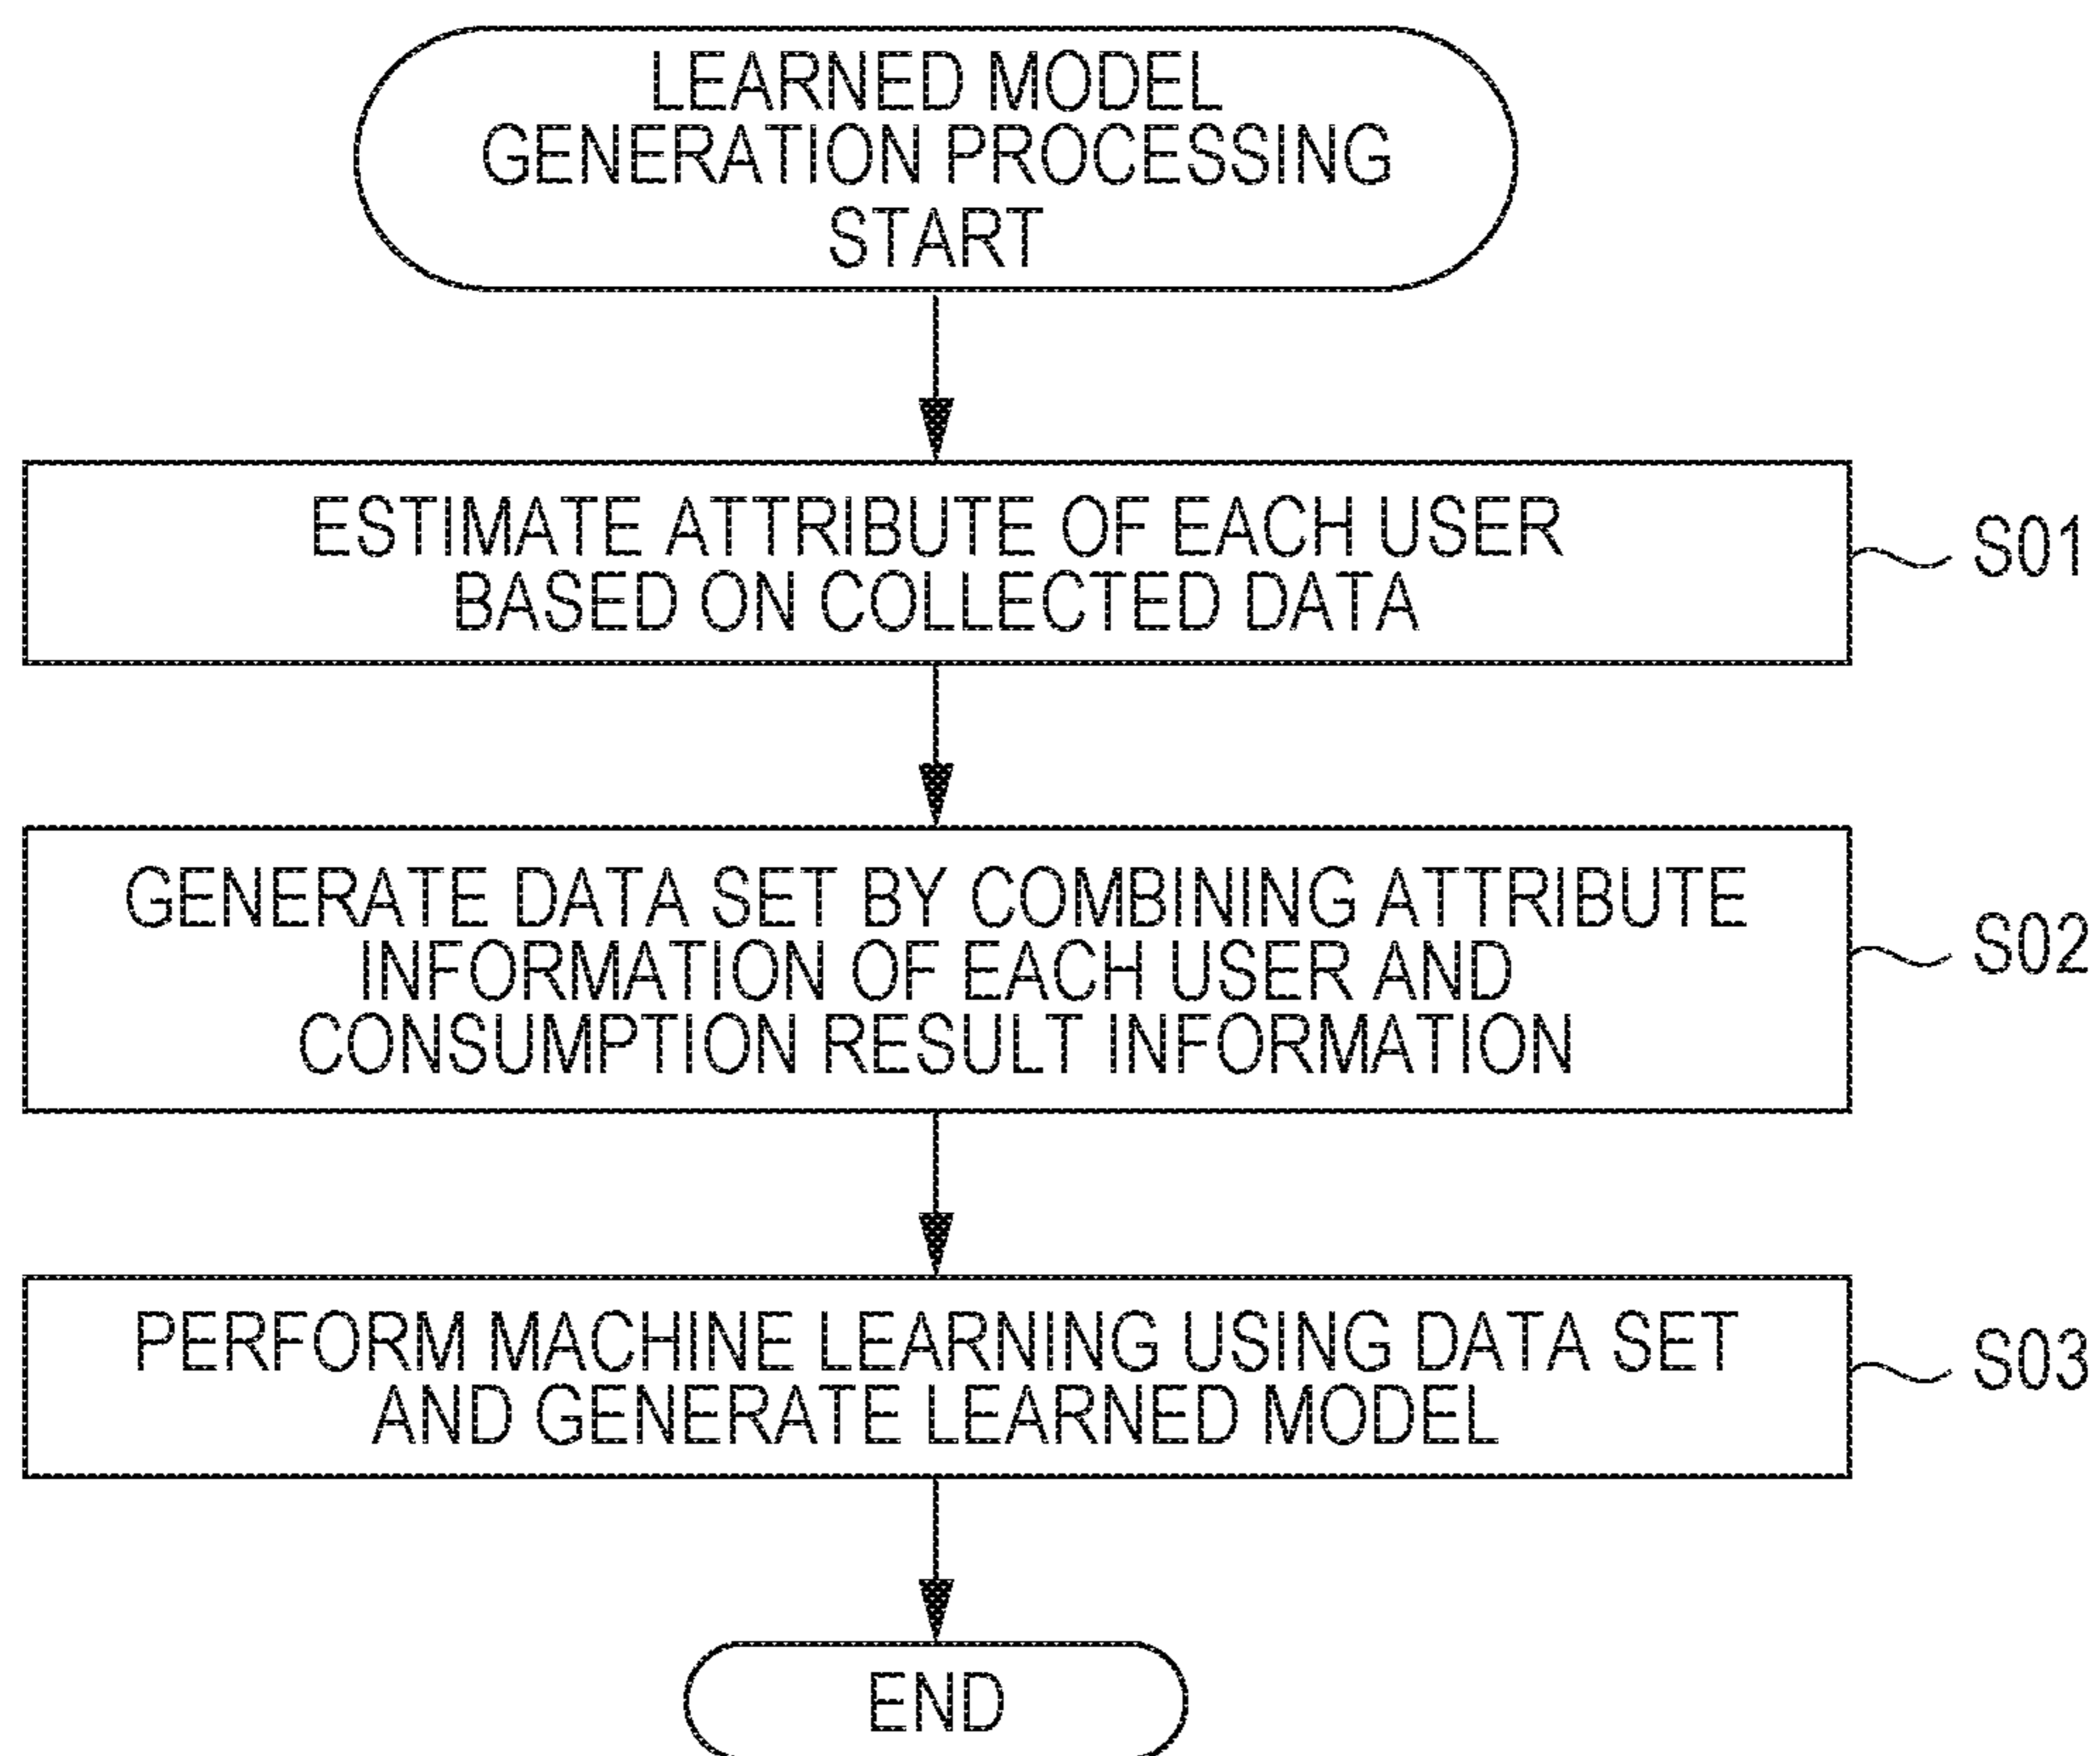 LEARNED MODEL
GENERATION PROCESSING
START
ESTIMATE ATTRIBUTE OF EACH USER
BASED ON COLLECTED DATA
S01
GENERATE DATA SET BY COMBINING ATTRIBUTE
INFORMATION OF EACH USER AND
CONSUMPTION RESULT INFORMATION
S02
PERFORM MACHINE LEARNING USING DATA SET
AND GENERATE LEARNED MODEL
S03
END